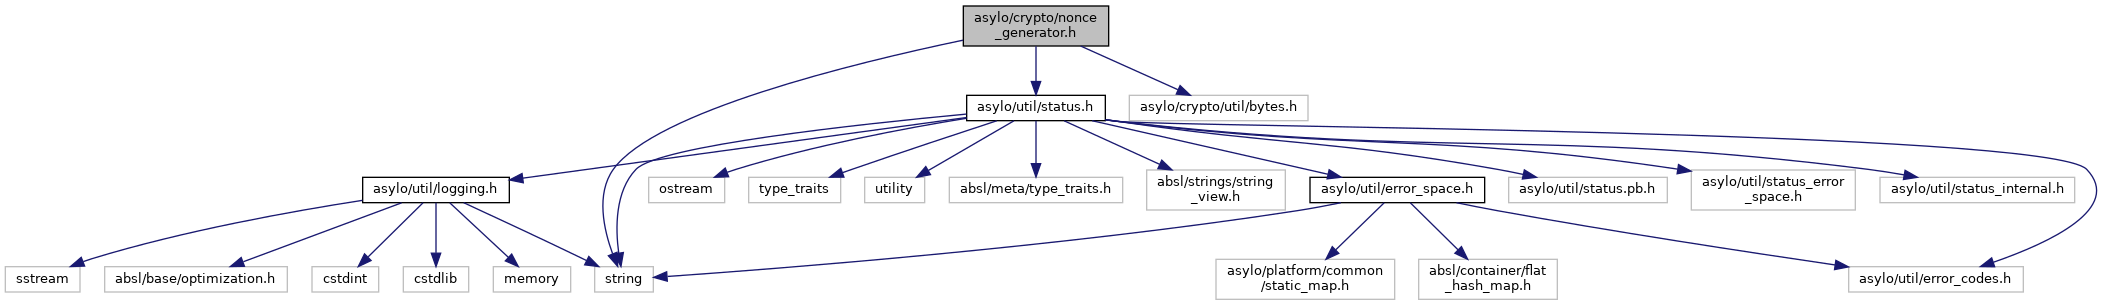 asylo/crypto/nonce
_generator.h
asylo/util/status.h
asylo/crypto/util/bytes.h
asylo/util/logging.h
ostream
type_traits
utility
absl/meta/type_traits.h
absl/strings/string
_view.h
asylo/util/error_space.h
asylo/util/status.pb.h
asylo/util/status_error
_space.h
asylo/util/status_internal.h
sstream
absl/base/optimization.h
cstdint
cstdlib
memory
string
asylo/platform/common
/static_map.h
absl/container/flat
_hash_map.h
asylo/util/error_codes.h